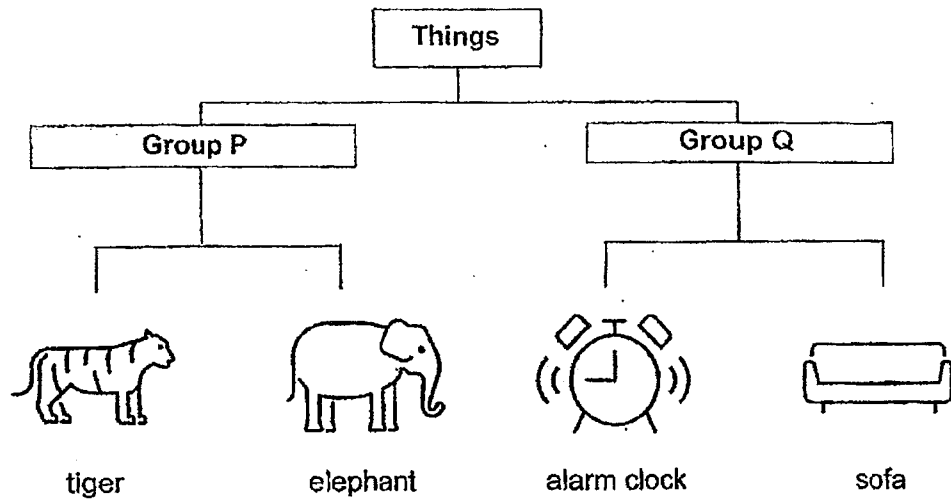 Things
Group P
Group Q
tiger
elephant
alarm clock
sofa